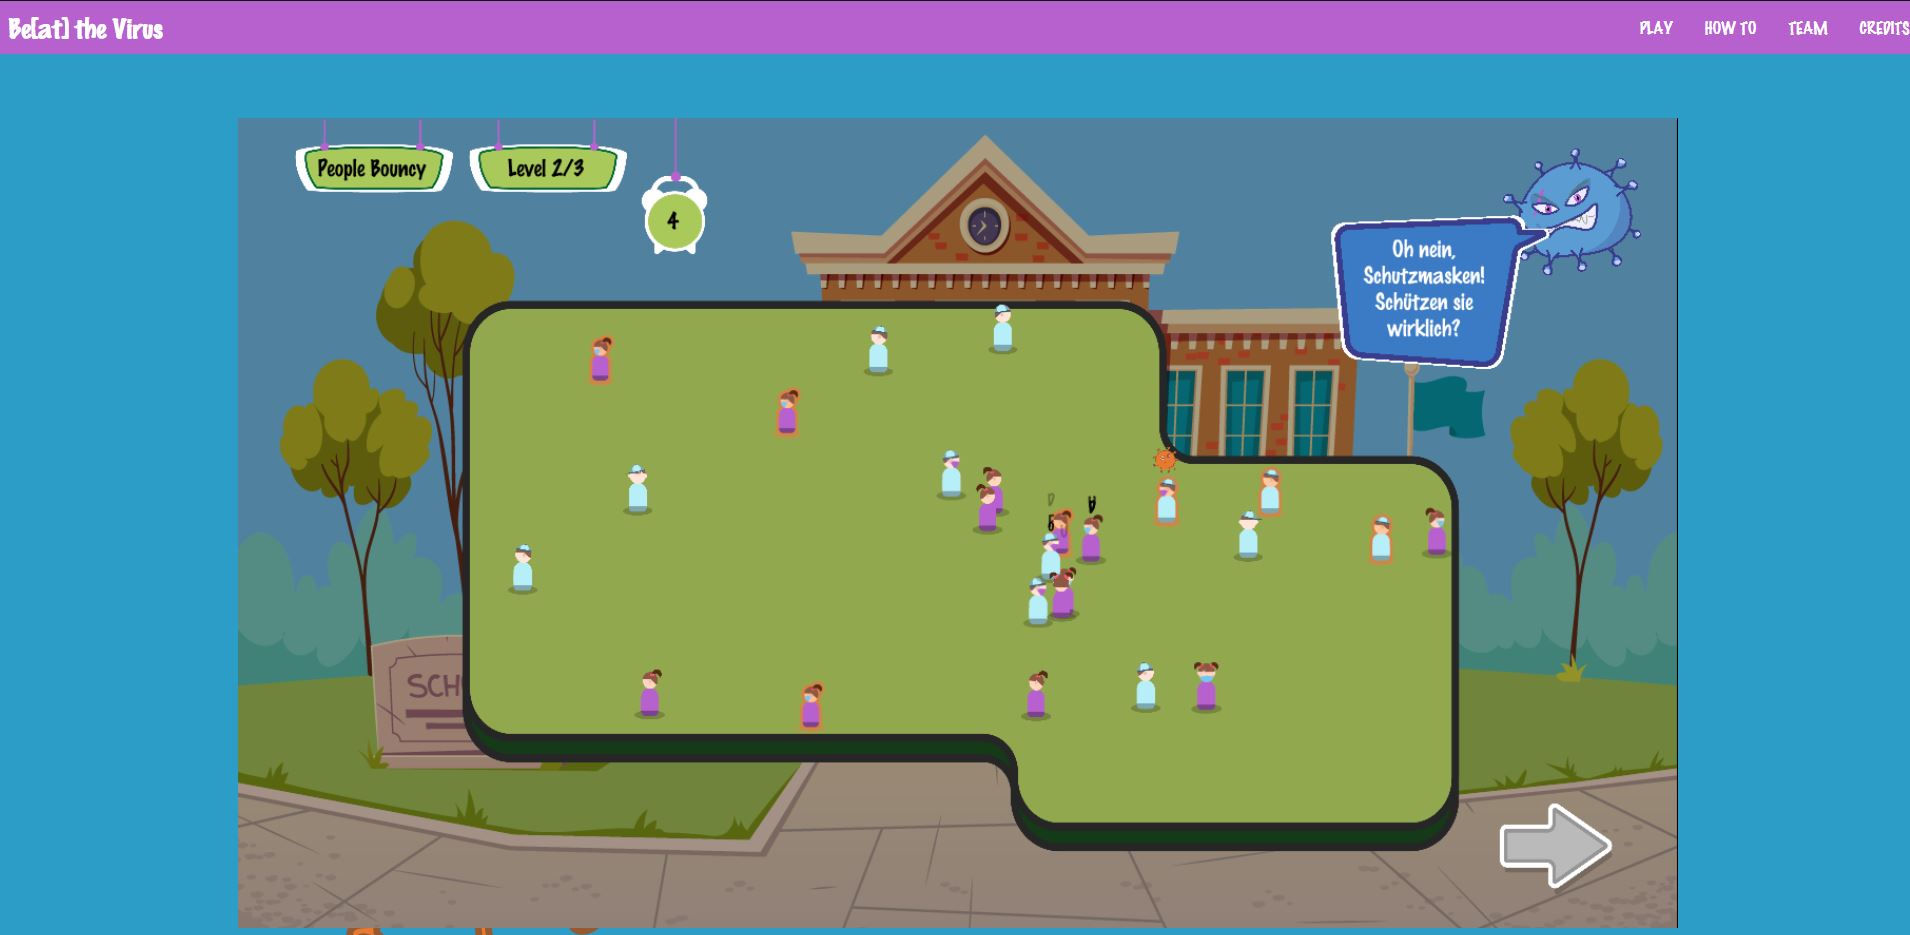 Be[at] the Virus
PLAY
HOW TO
TEAM
CREDITS
People Bouncy
Level 2/3
4
Oh nein,
Schutzmasken!
Schützen sie
wirklich?